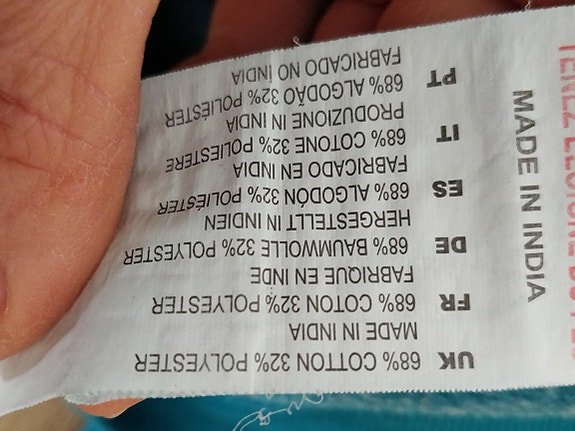 UK 68% COTTON 32% POLYESTER
MADE IN INDIA
FR 68% COTON 32% POLYESTER
FABRIQUE EN INDE
DE 68% BAUMWOLLE 32% POLYESTER
HERGESTELLT IN INDIEN
ES 68% ALGODÓN 32% POLIÉSTER
FABRICADO EN INDIA
IT 68% COTONE 32% POLIESTERE
PRODUZIONE IN INDIA
PT 68% ALGODÃO 32% POLIÉSTER
FABRICADO NO ÍNDIA
MADE IN INDIA
TENEZ